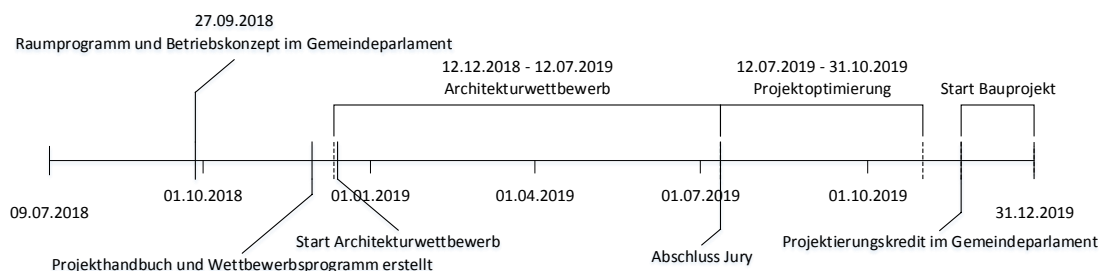 27.09.2018
Raumprogramm und Betriebskonzept im Gemeindeparlament
12.12.2018 - 12.07.2019
Architekturwettbewerb
12.07.2019 - 31.10.2019
Projektoptimierung
Start Bauprojekt
01.10.2018
01.01.2019
01.04.2019
01.07.2019
01.10.2019
09.07.2018
31.12.2019
Start Architekturwettbewerb
Projektierungskredit im Gemeindeparlament
Abschluss Jury
Projekthandbuch und Wettbewerbsprogramm erstellt